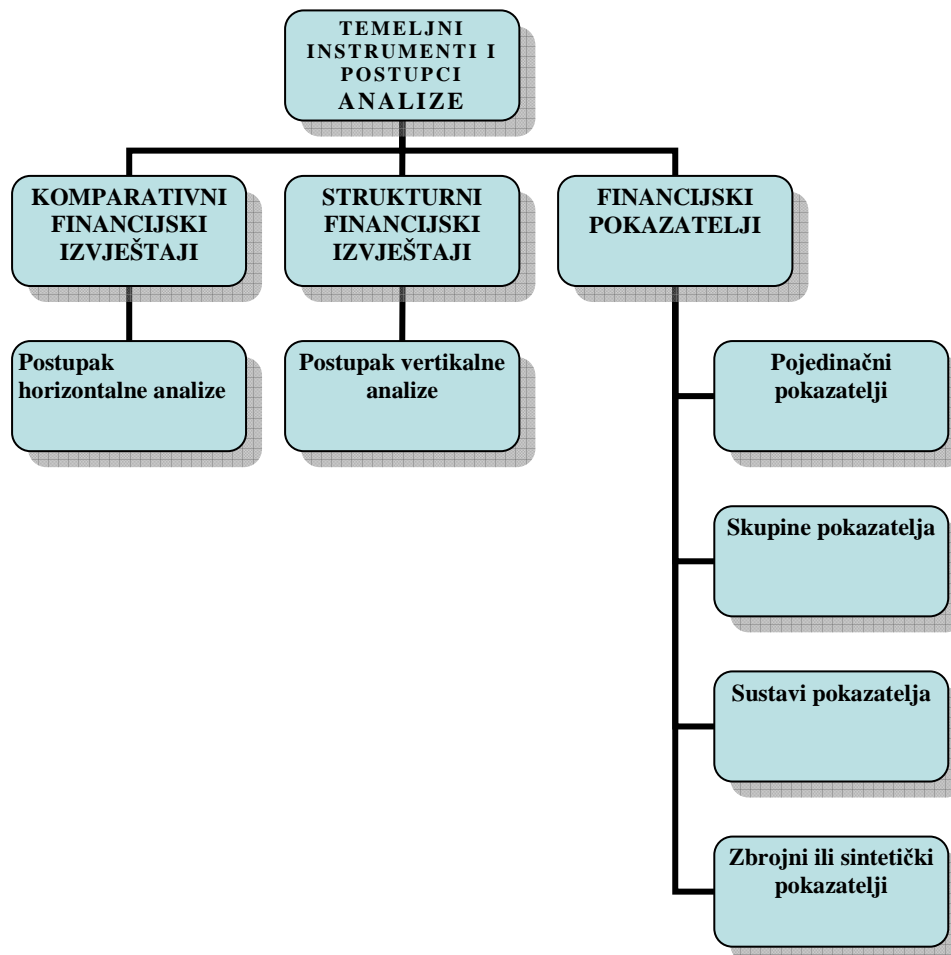 TEMELJNI
INSTRUMENTI I
POSTUPCI
ANALIZE
KOMPARATIVNI
FINANCIJSKI
IZVJEŠTAJI
STRUKTURNI
FINANCIJSKI
IZVJEŠTAJI
FINANCIJSKI
POKAZATELJI
Postupak
horizontalne analize
Postupak vertikalne
analize
Pojedinačni
pokazatelji
Skupine pokazatelja
Sustavi pokazatelja
Zbrojni ili sintetički
pokazatelji